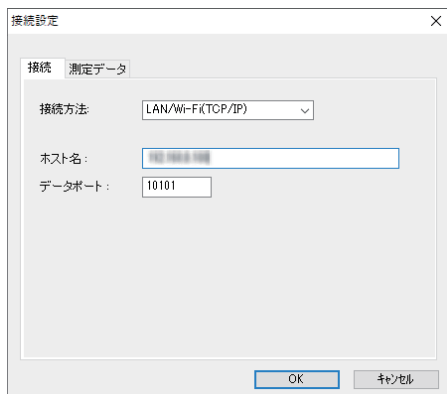 接続設定
接続 測定データ
接続方法: LAN/Wi-Fi(TCP/IP)
ホスト名:
データポート: 10101
OK キャンセル